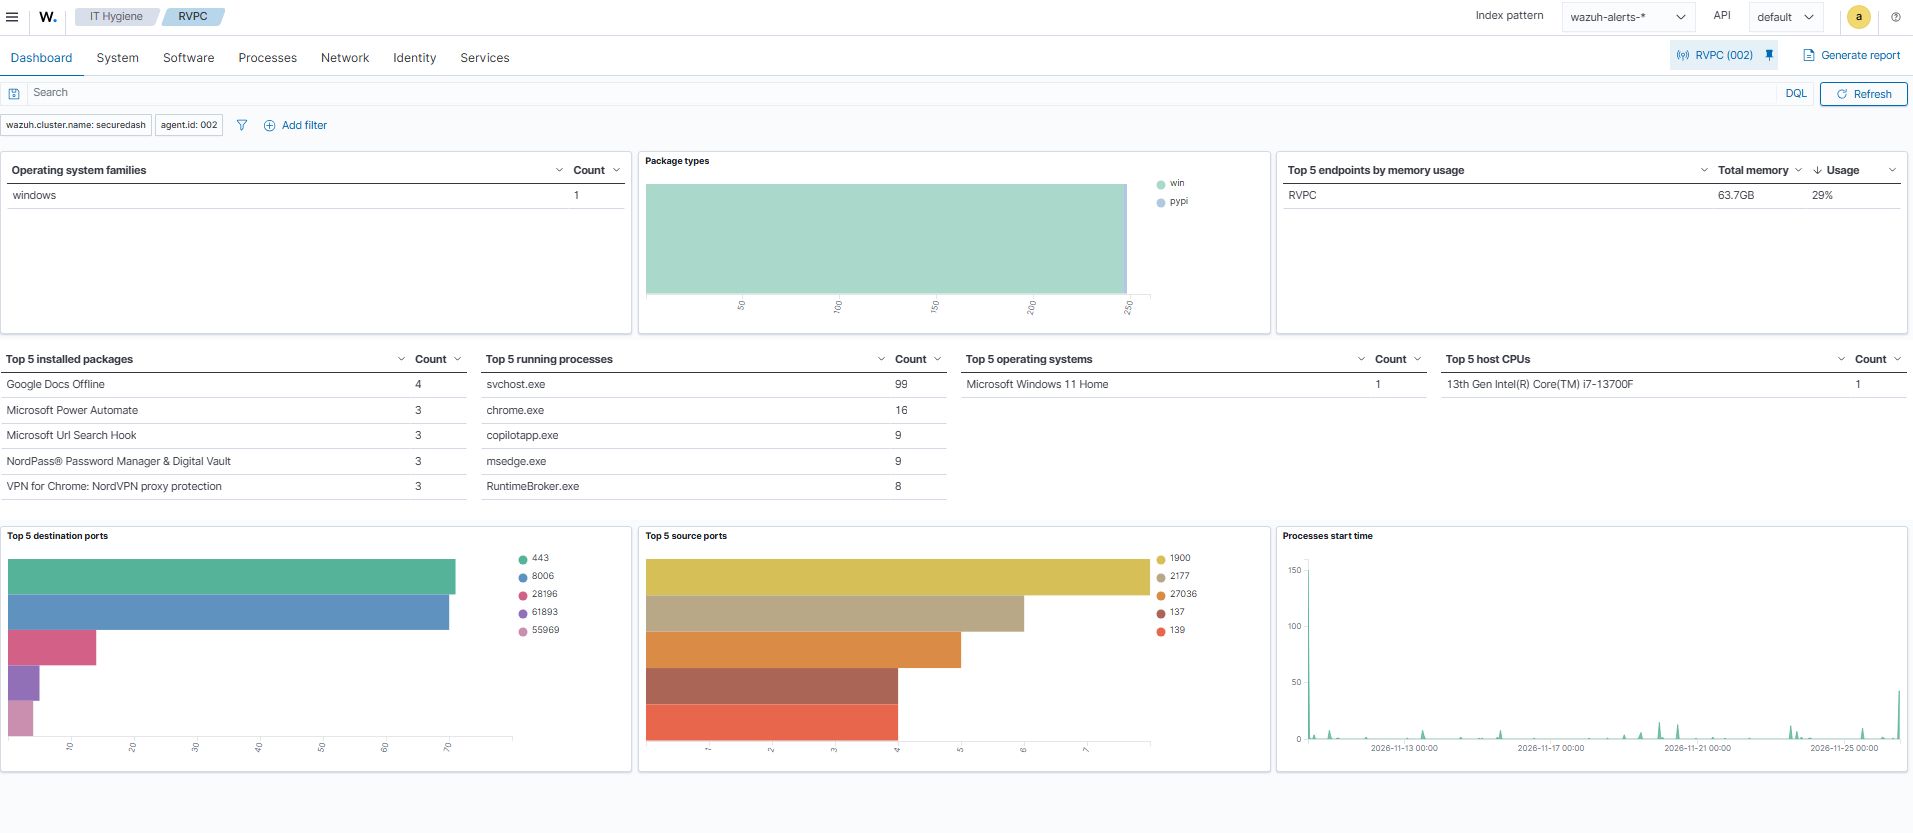 W. IT Hygiene RVPC Index pattern wazuh-alerts-* API default a
Dashboard System Software Processes Network Identity Services RVPC (002) Generate report
Search DQL Refresh
wazuh.cluster.name: securedash agent.id: 002 Add filter
Operating system families Count
windows 1
Package types
win
pypi
50 100 150 200 250
Top 5 endpoints by memory usage Total memory Usage
RVPC 63.7GB 29%
Top 5 installed packages Count
Google Docs Offline 4
Microsoft Power Automate 3
Microsoft Url Search Hook 3
NordPass® Password Manager & Digital Vault 3
VPN for Chrome: NordVPN proxy protection 3
Top 5 running processes Count
svchost.exe 99
chrome.exe 16
copilotapp.exe 9
msedge.exe 9
RuntimeBroker.exe 8
Top 5 operating systems Count
Microsoft Windows 11 Home 1
Top 5 host CPUs Count
13th Gen Intel(R) Core(TM) i7-13700F 1
Top 5 destination ports
443
8006
28196
61893
55969
10 20 30 40 50 60 70
Top 5 source ports
1900
2177
27036
137
139
1 2 3 4 5 6 7
Processes start time
150
100
50
0
2026-11-13 00:00 2026-11-17 00:00 2026-11-21 00:00 2026-11-25 00:00